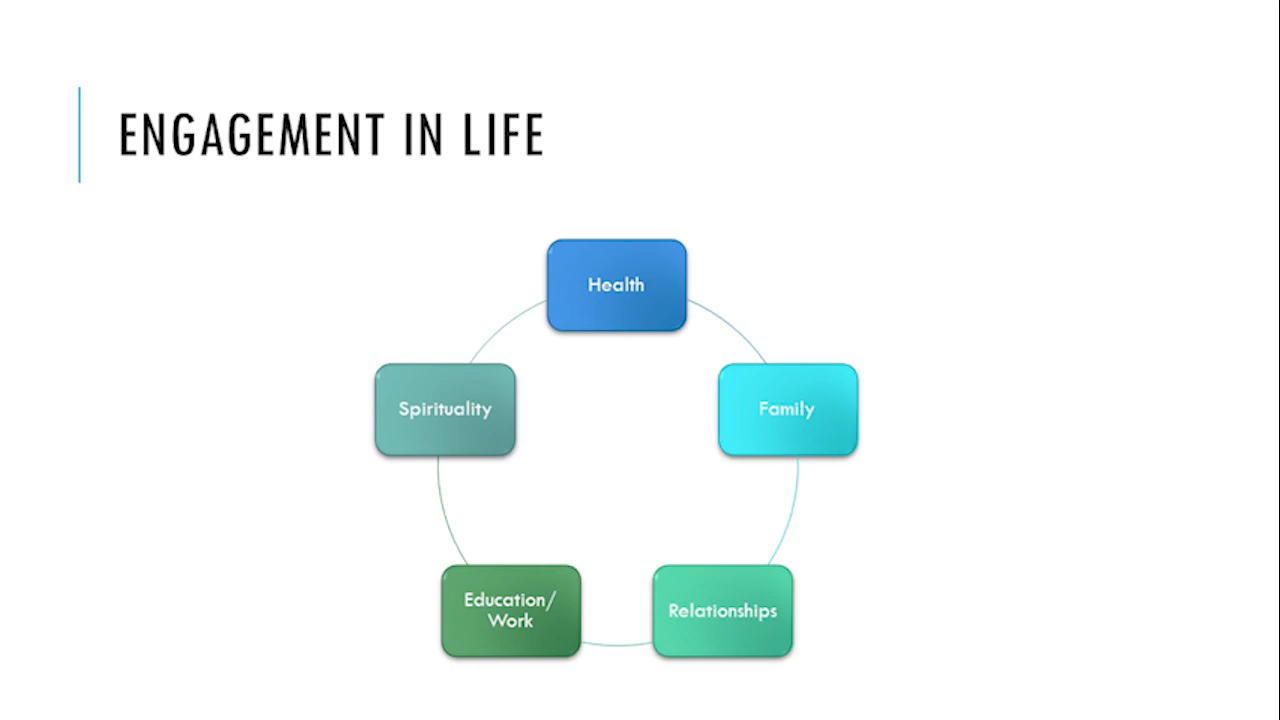 ENGAGEMENT IN LIFE
Health
Family
Relationships
Education/
Work
Spirituality